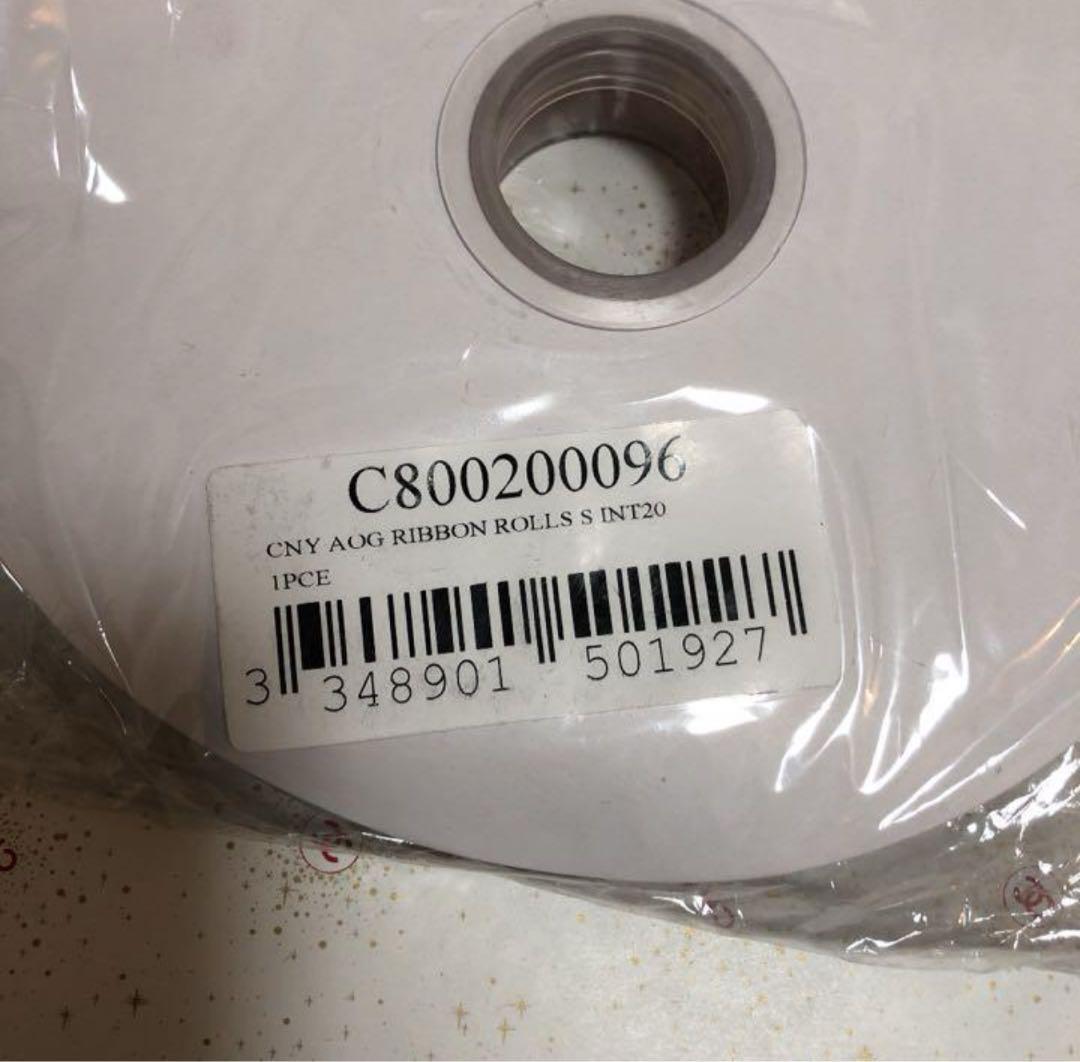 C800200096
CNY AOG RIBBON ROLLS S INT20
1PCE
3 348901 501927